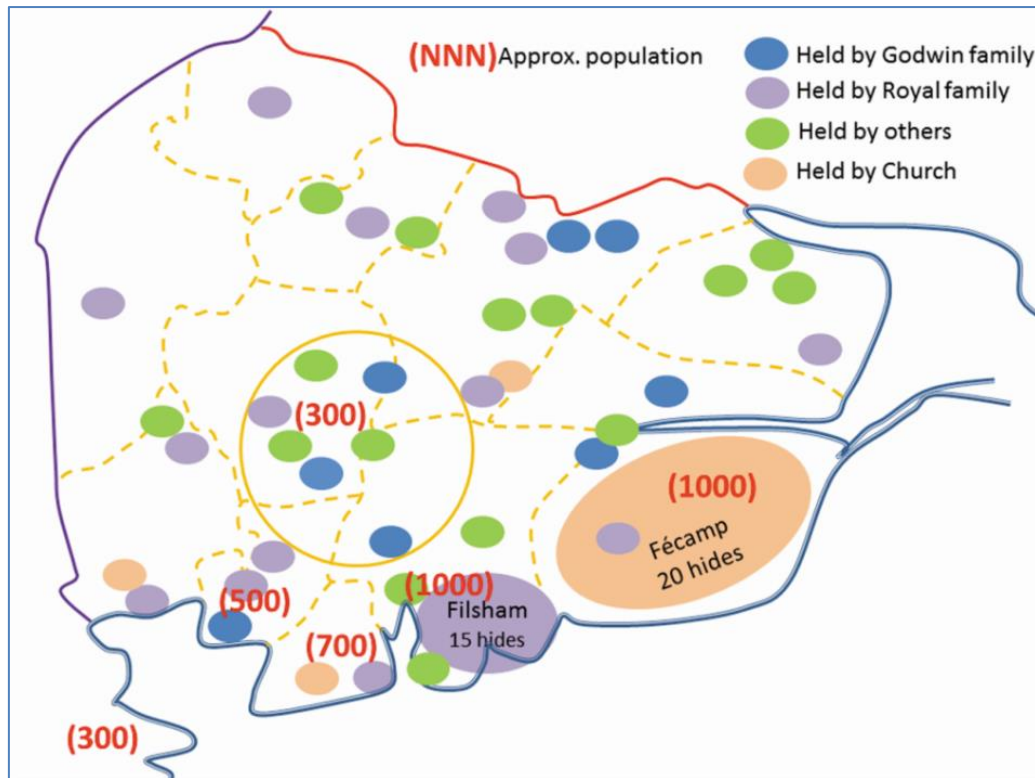 (NNN) Approx. population
Held by Godwin family
Held by Royal family
Held by others
Held by Church
(300)
(1000)
Fécamp
20 hides
(1000)
(500)
Filsham
15 hides
(700)
(300)